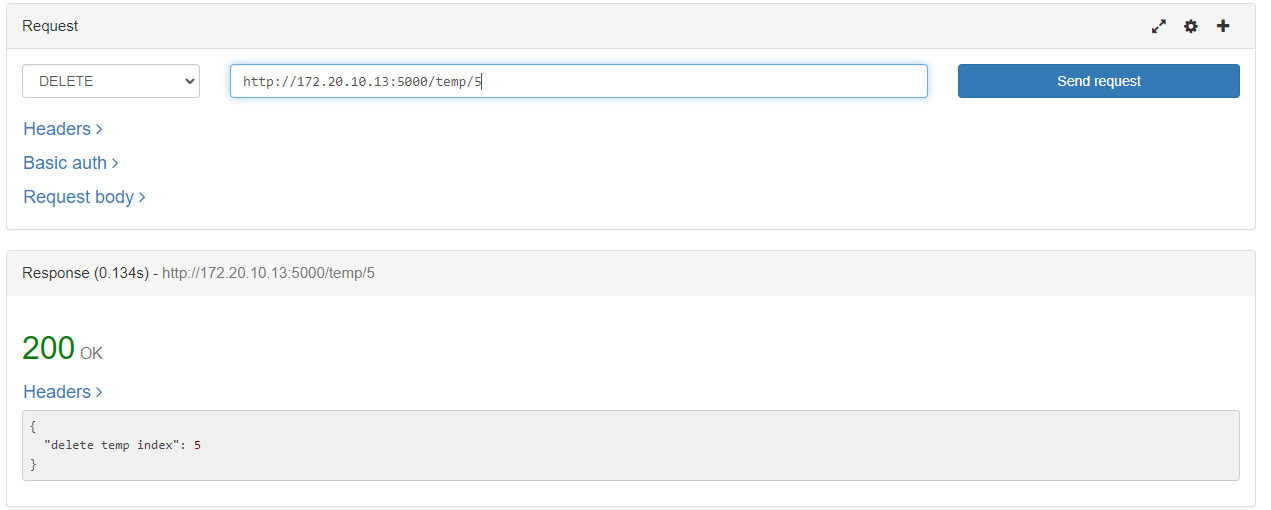 Request
DELETE http://172.20.10.13:5000/temp/5 Send request
Headers
Basic auth
Request body
Response (0.134s) - http://172.20.10.13:5000/temp/5
200 OK
Headers
{
"delete temp index": 5
}